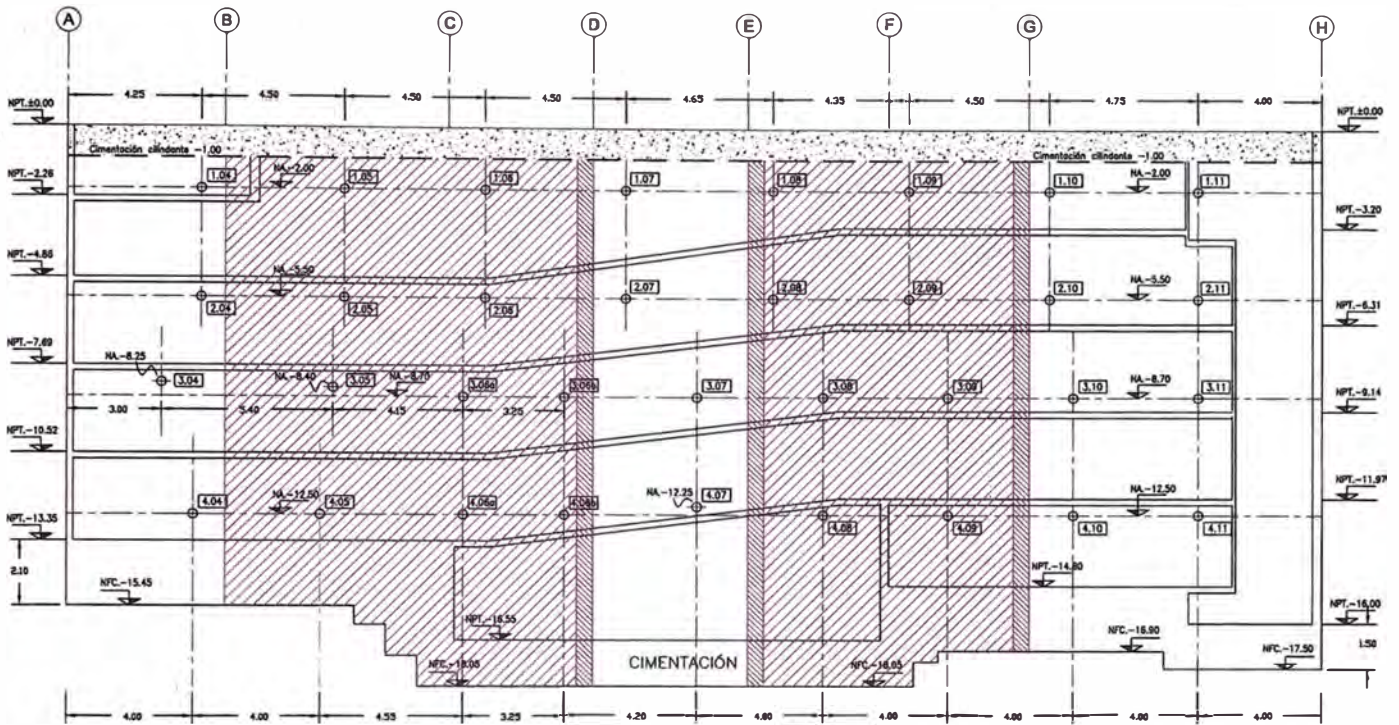 A B C D E F G H
4.25 4.50 4.50 4.50 4.65 4.35 4.50 4.75 4.00
NPT.±0.00 NPT.±0.00
Cimentación cilindante -1.00 Cimentación cilindante -1.00
1.04 NA.-2.00 1.05 1.06 1.07 1.08 1.09 1.10 NA.-2.00 1.11
NPT.-2.26
NPT.-3.20
NPT.-4.86
NA.-5.50 NA.-5.50
2.04 2.05 2.06 2.07 2.08 2.09 2.10 2.11
NPT.-6.31
NPT.-7.69
NA.-8.25 3.04 NA.-8.40 3.05 NA.-8.70 3.06a 3.06b 3.07 3.08 3.09 3.10 NA.-8.70 3.11
3.00 5.40 4.15 3.25
NPT.-9.14
NPT.-10.52
4.04 NA.-12.50 4.05 4.06a 4.06b NA.-12.25 4.07 4.08 4.09 4.10 NA.-12.50 4.11
NPT.-11.97
NPT.-13.35
2.10
NPT.-14.80
NFC.-15.45
NPT.-16.00
NPT.-16.55
1.50
NFC.-16.90
NFC.-17.50
CIMENTACIÓN
NFC.-18.05 NFC.-18.05
4.00 4.00 4.55 3.25 4.20 4.00 4.00 4.00 4.00